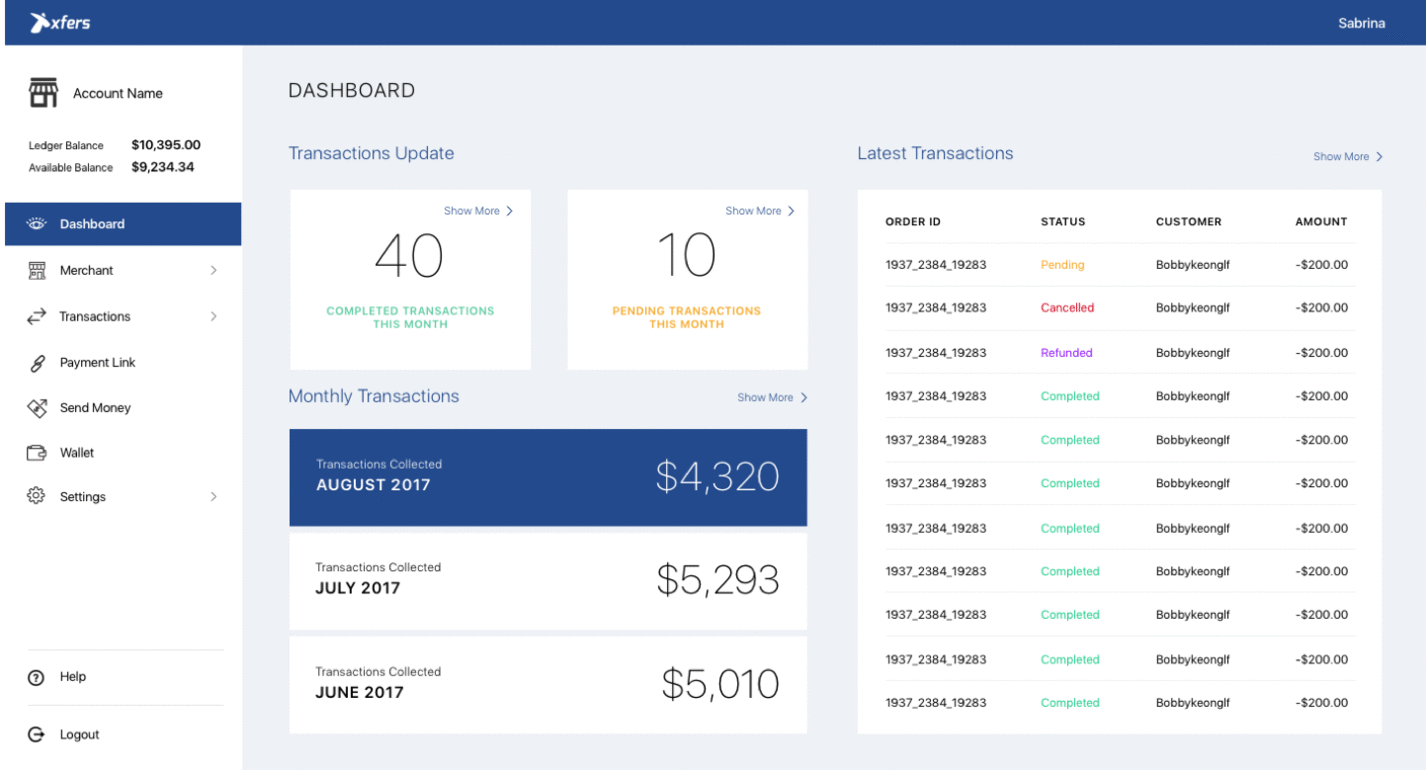 xfers
Sabrina
Account Name
Ledger Balance $10,395.00
Available Balance $9,234.34
Dashboard
Merchant
Transactions
Payment Link
Send Money
Wallet
Settings
Help
Logout
DASHBOARD
Transactions Update
Show More
40
COMPLETED TRANSACTIONS
THIS MONTH
Show More
10
PENDING TRANSACTIONS
THIS MONTH
Monthly Transactions Show More
Transactions Collected
AUGUST 2017
$4,320
Transactions Collected
JULY 2017
$5,293
Transactions Collected
JUNE 2017
$5,010
Latest Transactions Show More
ORDER ID STATUS CUSTOMER AMOUNT
1937_2384_19283 Pending Bobbykeonglf -$200.00
1937_2384_19283 Cancelled Bobbykeonglf -$200.00
1937_2384_19283 Refunded Bobbykeonglf -$200.00
1937_2384_19283 Completed Bobbykeonglf -$200.00
1937_2384_19283 Completed Bobbykeonglf -$200.00
1937_2384_19283 Completed Bobbykeonglf -$200.00
1937_2384_19283 Completed Bobbykeonglf -$200.00
1937_2384_19283 Completed Bobbykeonglf -$200.00
1937_2384_19283 Completed Bobbykeonglf -$200.00
1937_2384_19283 Completed Bobbykeonglf -$200.00
1937_2384_19283 Completed Bobbykeonglf -$200.00